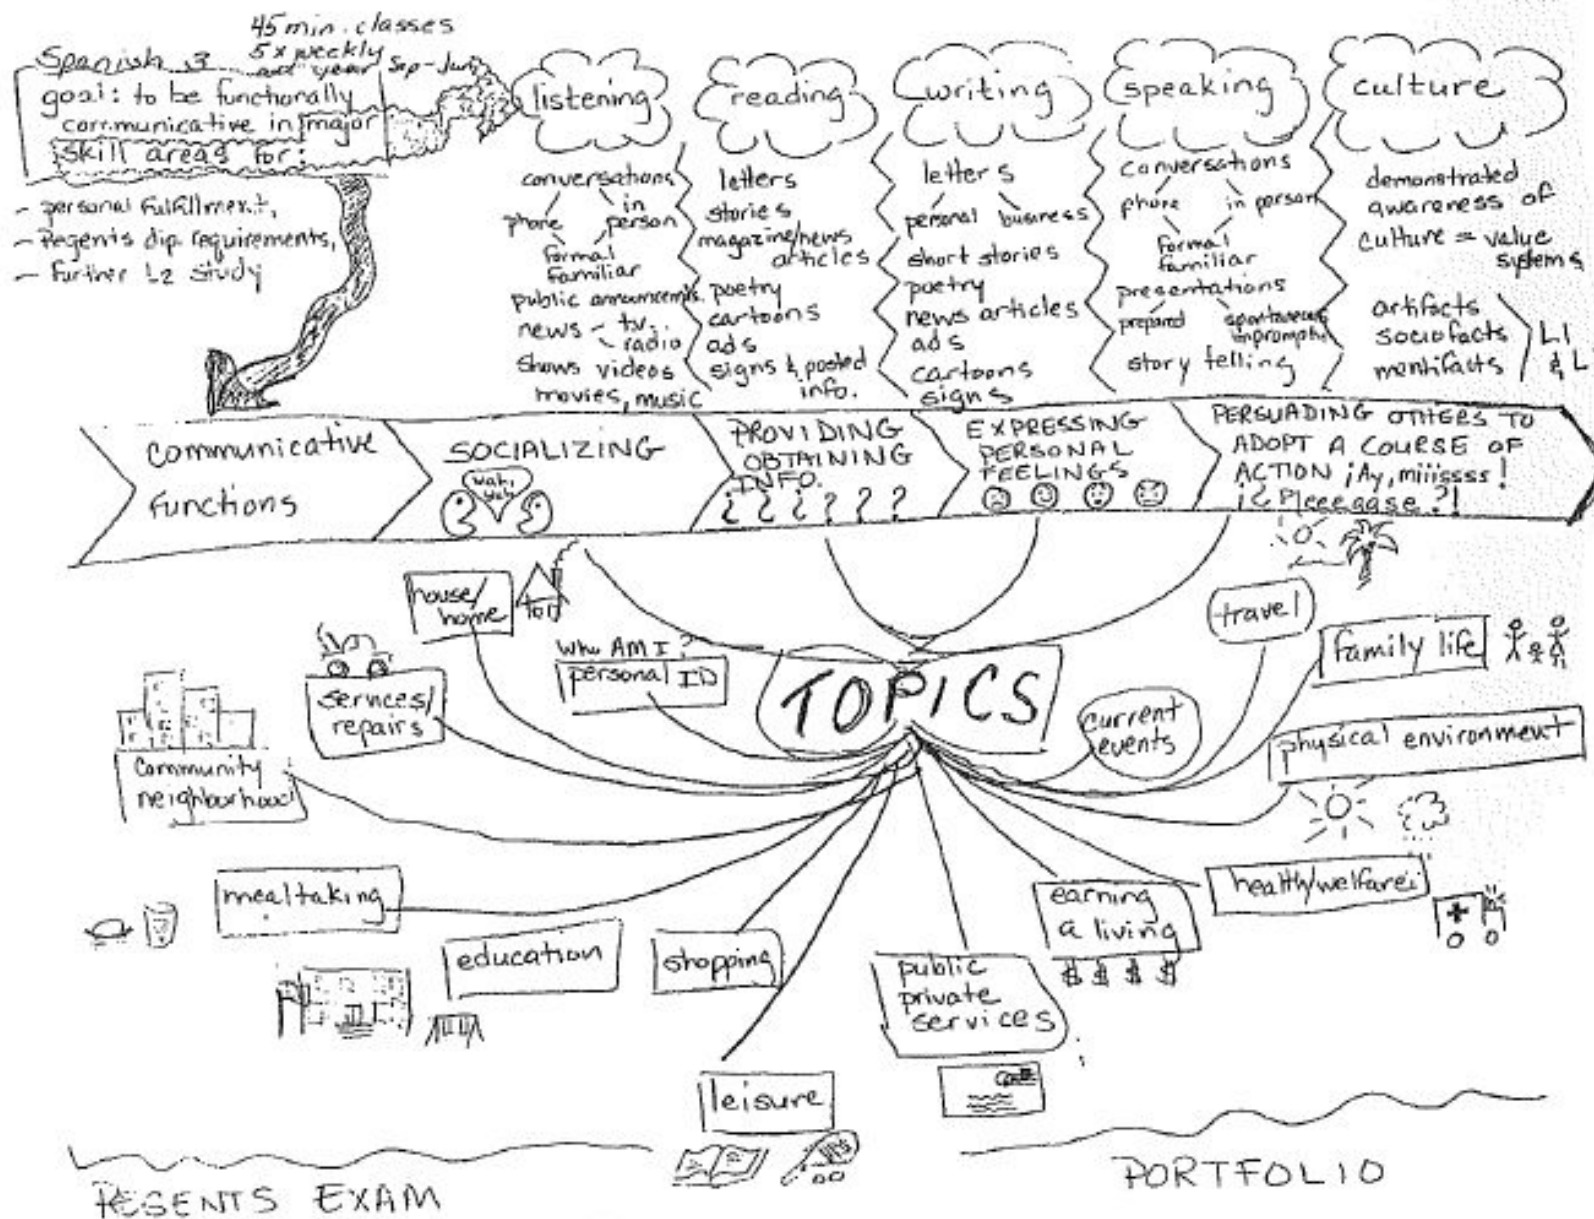 45 min. classes
5x weekly
Spanish 3
year Sep-June
goal: to be functionally
communicative in major
skill areas for:
- personal fulfillment,
- Regents dip. requirements,
- further L2 study
listening
conversations
phone in person
formal
familiar
public
news - t.v.
- radio
shows videos
movies, music
reading
letters
stories
magazine/news
articles
poetry
cartoons
ads
signs & posted
info.
writing
letters
personal business
short stories
poetry
news articles
ads
cartoons
signs
speaking
conversations
phone in person
formal
familiar
presentations
prepared spontaneous
story telling
culture
demonstrated
awareness of
culture = value
systems
artifacts
sociofacts
mentifacts
L1
& L
communicative
functions
SOCIALIZING
wah,
wah
PROVIDING
OBTAINING
INFO.
¿ ¿ ¿ ? ? ?
EXPRESSING
PERSONAL
FEELINGS
PERSUADING OTHERS TO
ADOPT A COURSE OF
ACTION ¡Ay, miiissss!
¡¿ Pleeeease?!
TOPICS
house/
home
Who AM I?
personal ID
services/
repairs
community
neighborhood
mealtaking
education
shopping
leisure
public
private
services
earning
a living
$ $ $ $
health/welfare
physical environment
family life
travel
current
events
REGENTS EXAM
PORTFOLIO